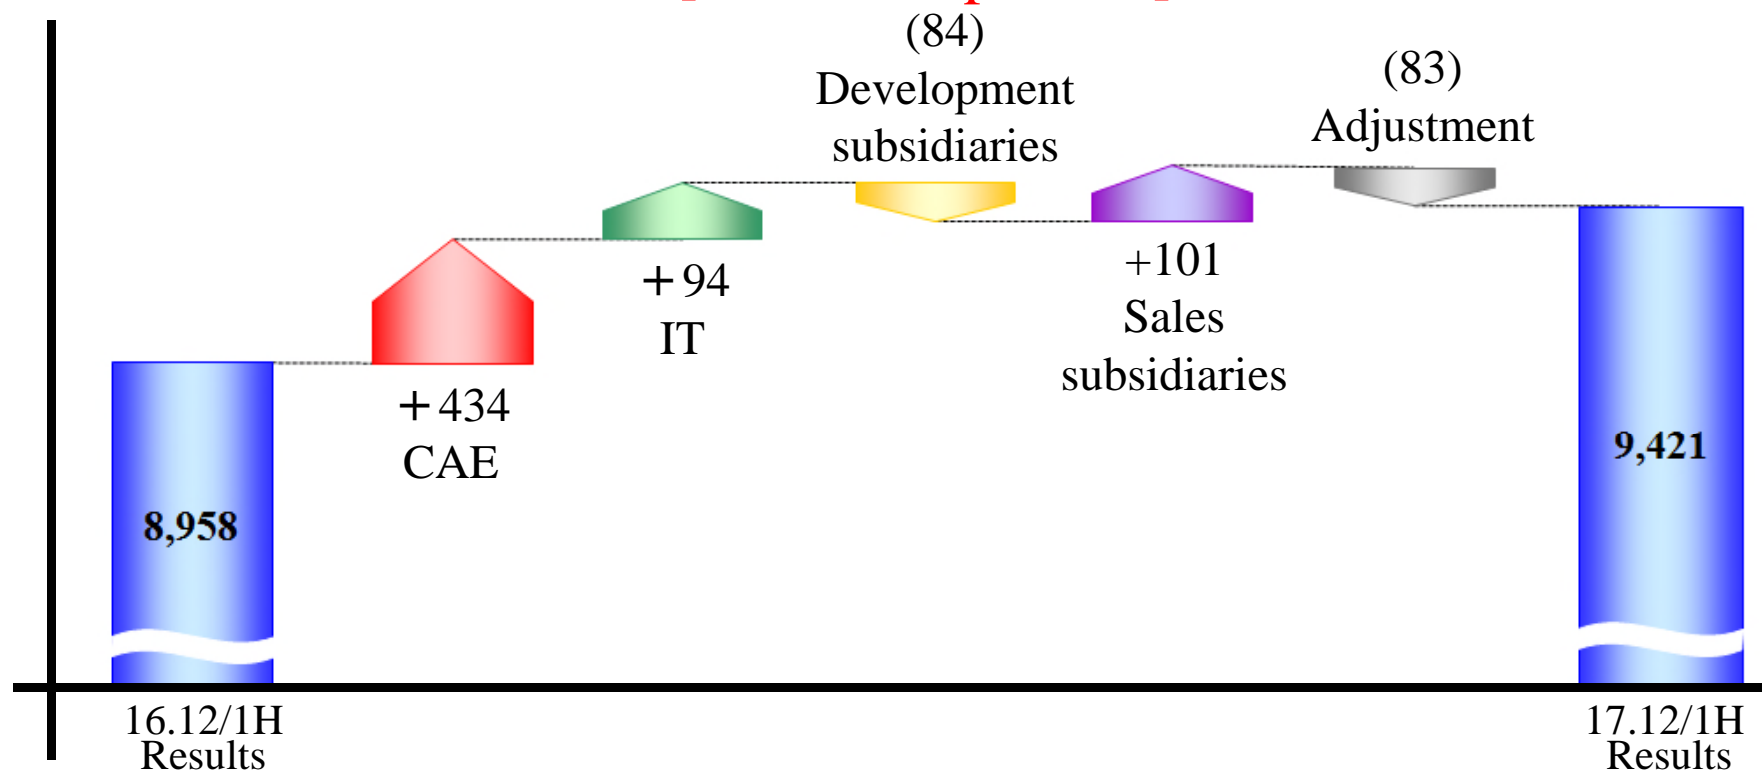 (84)
Development
subsidiaries
(83)
Adjustment
+94
IT
+101
Sales
subsidiaries
+434
CAE
8,958
9,421
16.12/1H
Results
17.12/1H
Results